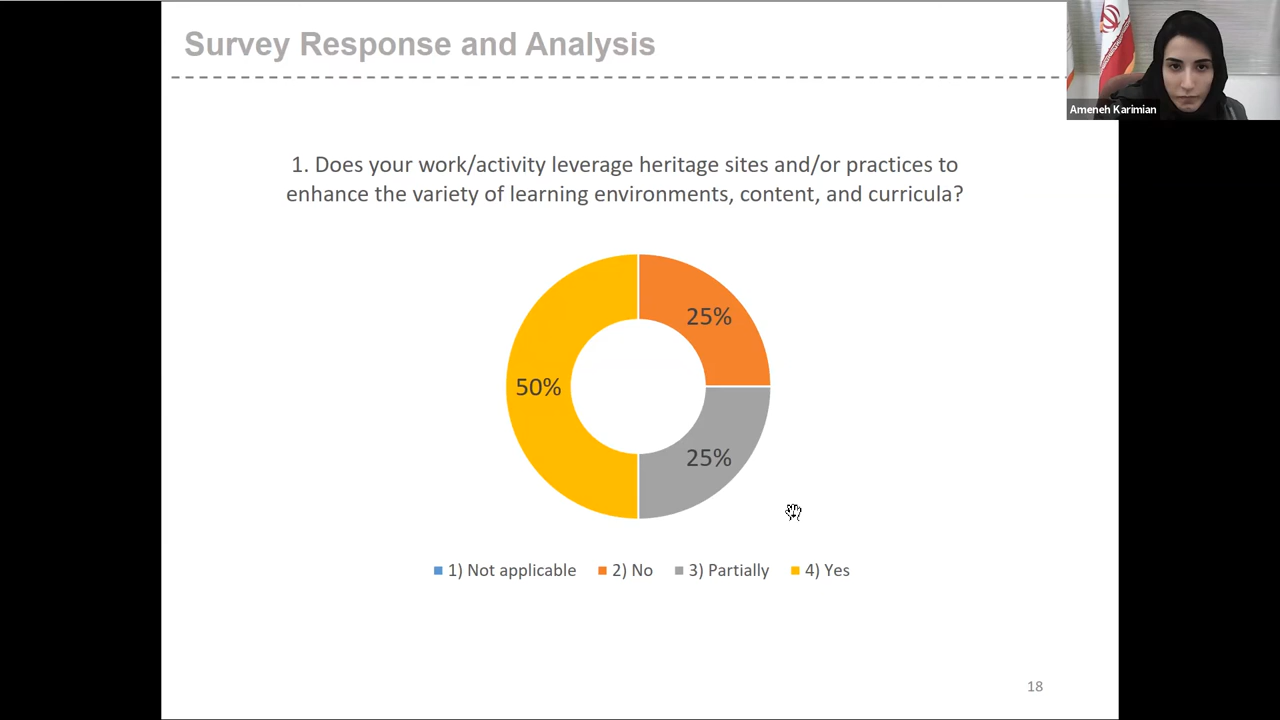 Survey Response and Analysis
Ameneh Karimian
1. Does your work/activity leverage heritage sites and/or practices to
enhance the variety of learning environments, content, and curricula?
25%
50%
25%
1) Not applicable 2) No 3) Partially 4) Yes
18